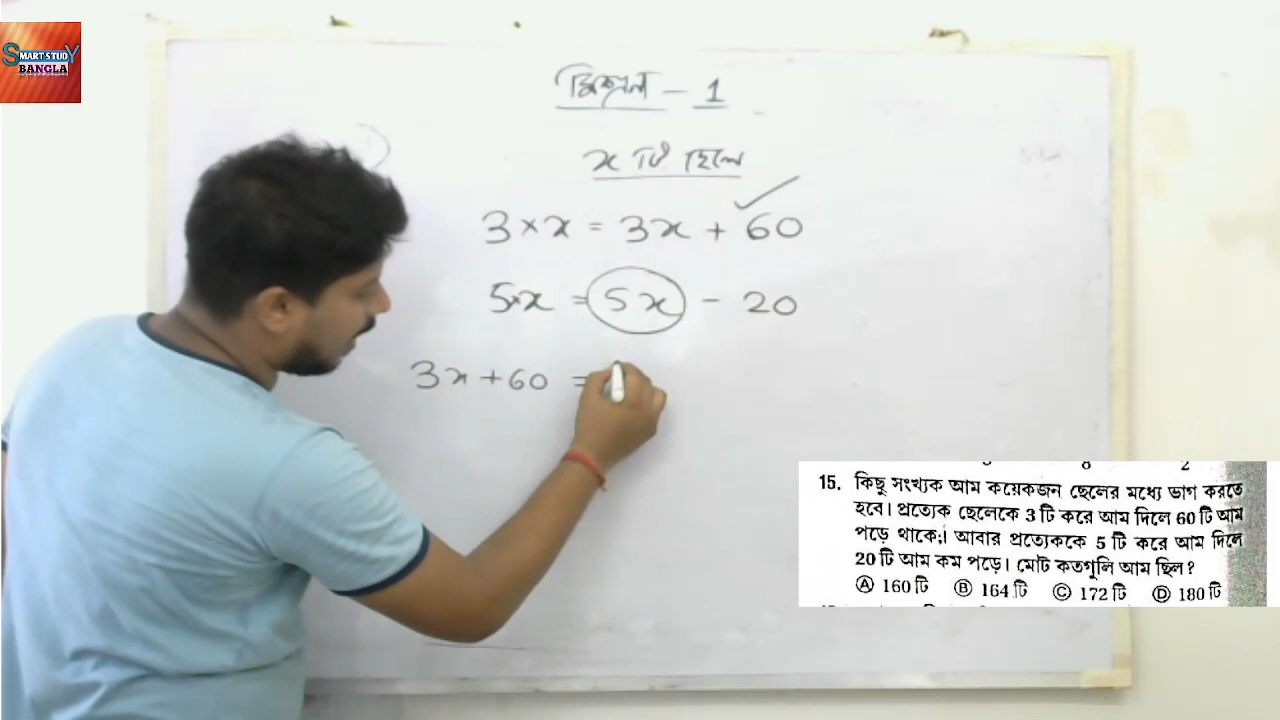 SMART STUDY
BANGLA
মিশ্রণ - 1
x টি ছেলে
3 × x = 3x + 60
5×x = 5x - 20
3x + 60 =
15. কিছু সংখ্যক আম কয়েকজন ছেলের মধ্যে ভাগ করতে
হবে। প্রত্যেক ছেলেকে 3 টি করে আম দিলে 60 টি আম
পড়ে থাকে;। আবার প্রত্যেককে 5 টি করে আম দিলে
20 টি আম কম পড়ে। মোট কতগুলি আম ছিল?
Ⓐ 160 টি Ⓑ 164 টি Ⓒ 172 টি Ⓓ 180 টি